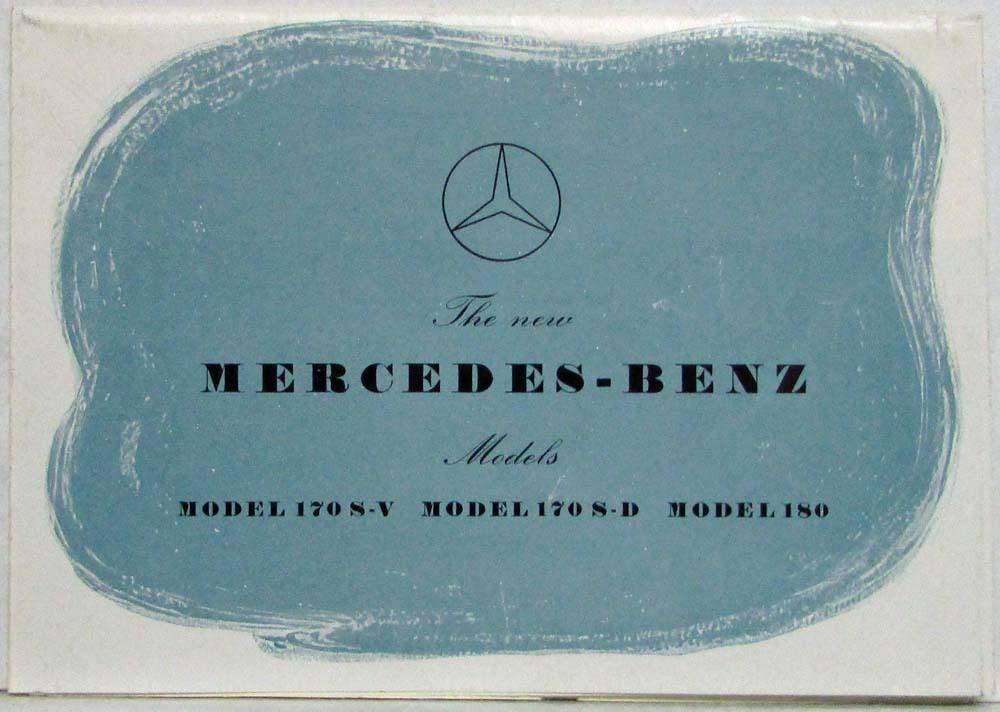 The new
MERCEDES-BENZ
Models
MODEL 170 S-V MODEL 170 S-D MODEL 180